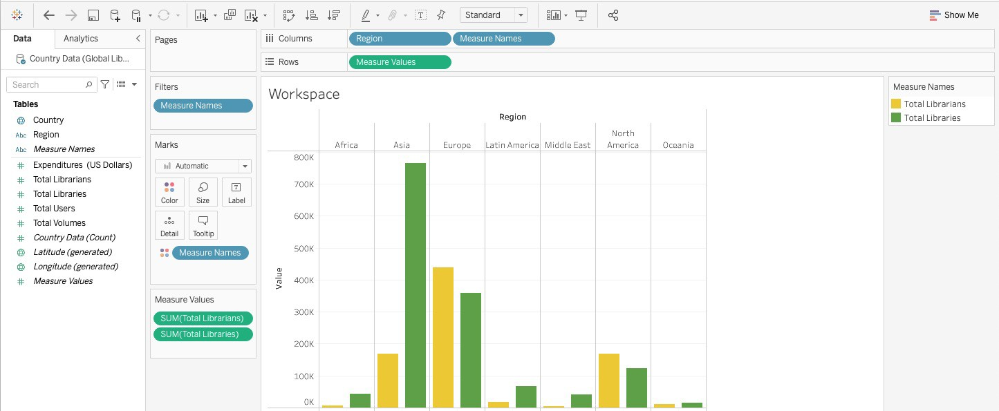 Standard
Show Me
Data
Analytics
Country Data (Global Lib...
Search
Tables
Country
Abc Region
Abc Measure Names
Expenditures (US Dollars)
Total Librarians
Total Libraries
Total Users
Total Volumes
Country Data (Count)
Latitude (generated)
Longitude (generated)
Measure Values
Pages
Filters
Measure Names
Marks
Automatic
Color
Size
T
Label
Detail
Tooltip
Measure Names
Measure Values
SUM(Total Librarians)
SUM(Total Libraries)
Columns
Region
Measure Names
Rows
Measure Values
Workspace
Region
Africa
Asia
Europe
Latin America
Middle East
North
America
Oceania
Value
800K
700K
600K
500K
400K
300K
200K
100K
0K
Measure Names
Total Librarians
Total Libraries